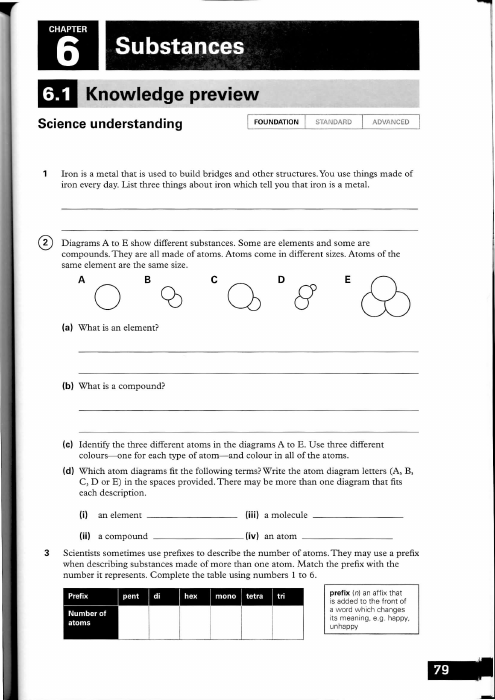 CHAPTER
6
Substances
6.1 Knowledge preview
Science understanding
FOUNDATION STANDARD ADVANCED
1 Iron is a metal that is used to build bridges and other structures. You use things made of
iron every day. List three things about iron which tell you that iron is a metal.
2 Diagrams A to E show different substances. Some are elements and some are
compounds. They are all made of atoms. Atoms come in different sizes. Atoms of the
same element are the same size.
A B C D E
(a) What is an element?
(b) What is a compound?
(c) Identify the three different atoms in the diagrams A to E. Use three different
colours—one for each type of atom—and colour in all of the atoms.
(d) Which atom diagrams fit the following terms? Write the atom diagram letters (A, B,
C, D or E) in the spaces provided. There may be more than one diagram that fits
each description.
(i) an element (iii) a molecule
(ii) a compound (iv) an atom
3 Scientists sometimes use prefixes to describe the number of atoms. They may use a prefix
when describing substances made of more than one atom. Match the prefix with the
number it represents. Complete the table using numbers 1 to 6.
Prefix pent di hex mono tetra tri
Number of
atoms
prefix (n) an affix that
is added to the front of
a word which changes
its meaning, e.g. happy,
unhappy
79